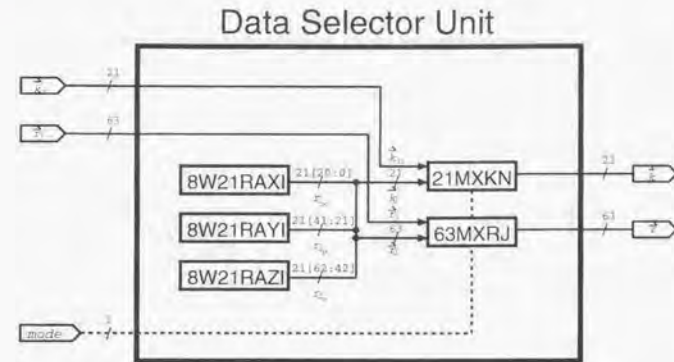 Data Selector Unit
21
63
21
8W21RAXI
21[20:0]
21MXKN
21
8W21RAYI
21[41:21]
63
63MXRJ
63
8W21RAZI
21[62:42]
mode